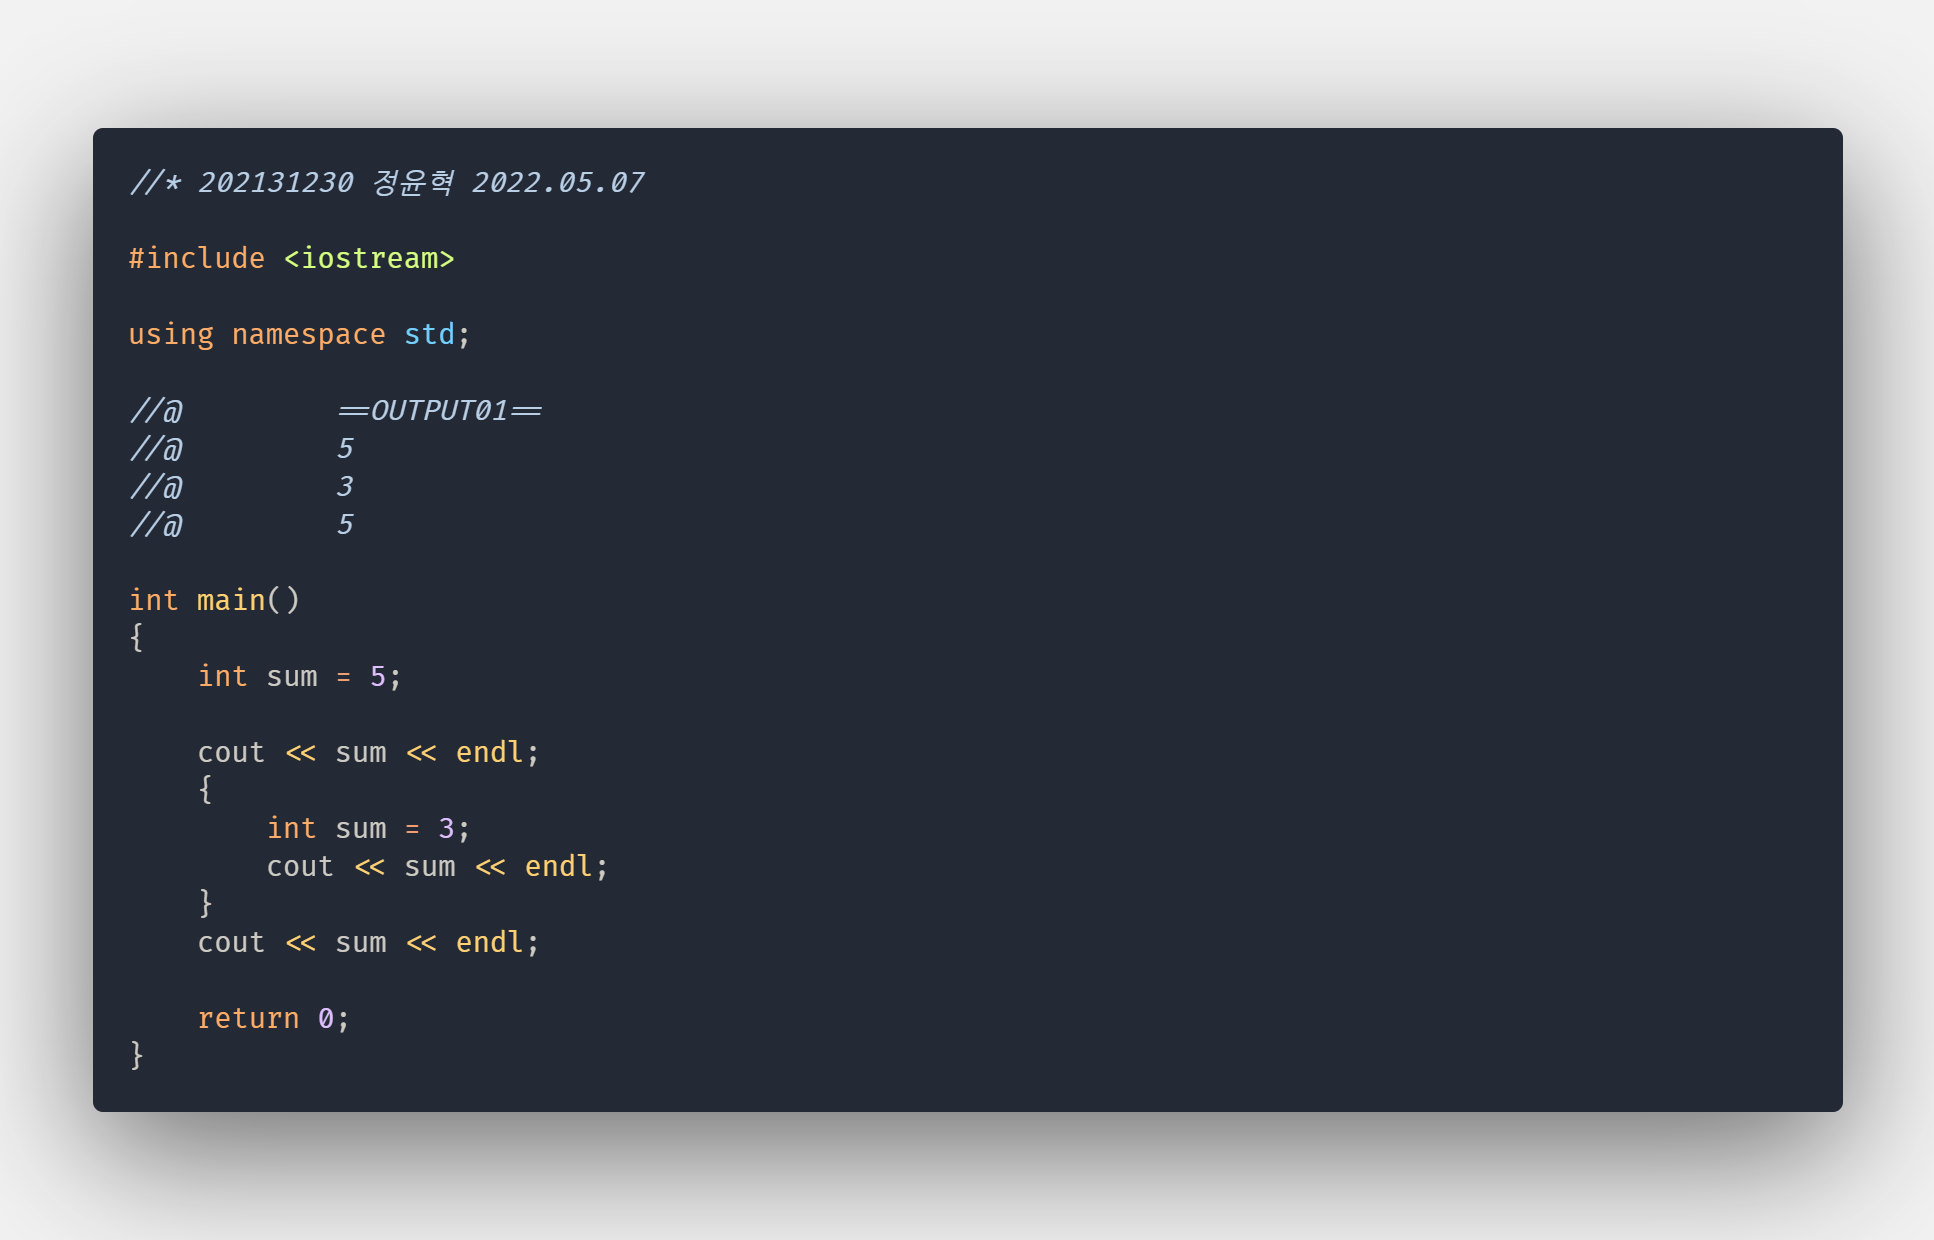 //* 202131230 정윤혁 2022.05.07
#include <iostream>
using namespace std;
//@         ==OUTPUT01==
//@         5
//@         3
//@         5
int main()
{
    int sum = 5;
    cout << sum << endl;
    {
        int sum = 3;
        cout << sum << endl;
    }
    cout << sum << endl;
    return 0;
}